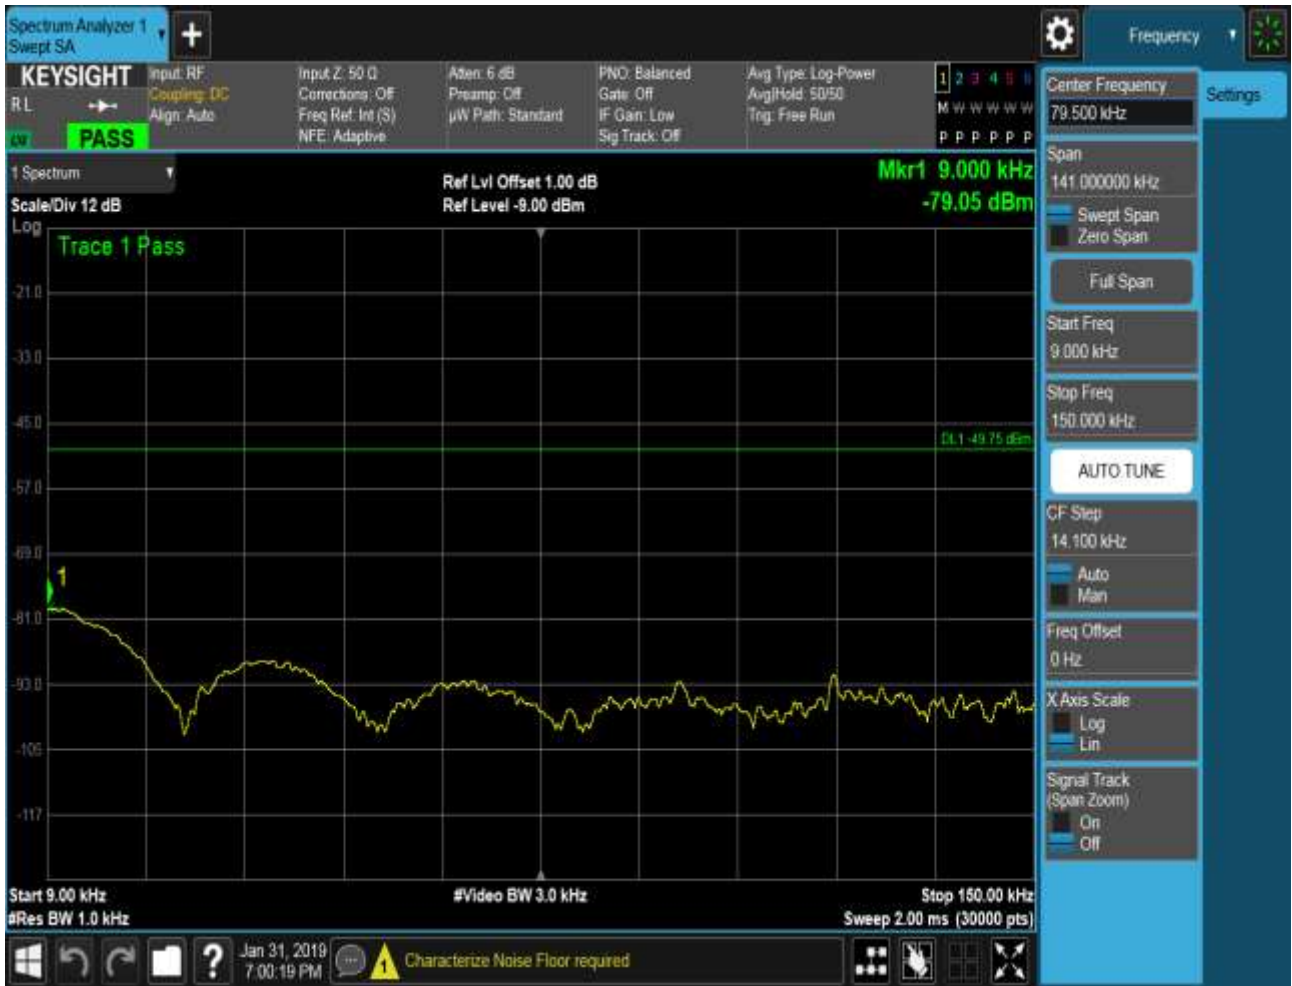 Spectrum Analyzer 1
Swept SA
+
Frequency
KEYSIGHT
R L
LXI
PASS
Input: RF
Coupling: DC
Align: Auto
Input Z: 50 Ω
Corrections: Off
Freq Ref: Int (S)
NFE: Adaptive
Atten: 6 dB
Preamp: Off
µW Path: Standard
PNO: Balanced
Gate: Off
IF Gain: Low
Sig Track: Off
Avg Type: Log-Power
Avg|Hold: 50/50
Trig: Free Run
1 2 3 4 5 6
M W W W W W
P P P P P P
1 Spectrum
Scale/Div 12 dB
Ref Lvl Offset 1.00 dB
Ref Level -9.00 dBm
Mkr1 9.000 kHz
-79.05 dBm
Log
Trace 1 Pass
-21.0
-33.0
-45.0
DL1 -49.75 dBm
-57.0
-69.0
1
-81.0
-93.0
-105
-117
Start 9.00 kHz
#Video BW 3.0 kHz
Stop 150.00 kHz
#Res BW 1.0 kHz
Sweep 2.00 ms (30000 pts)
?
Jan 31, 2019
7:00:19 PM
1
Characterize Noise Floor required
Center Frequency
79.500 kHz
Settings
Span
141.000000 kHz
Swept Span
Zero Span
Full Span
Start Freq
9.000 kHz
Stop Freq
150.000 kHz
AUTO TUNE
CF Step
14.100 kHz
Auto
Man
Freq Offset
0 Hz
X Axis Scale
Log
Lin
Signal Track
(Span Zoom)
On
Off